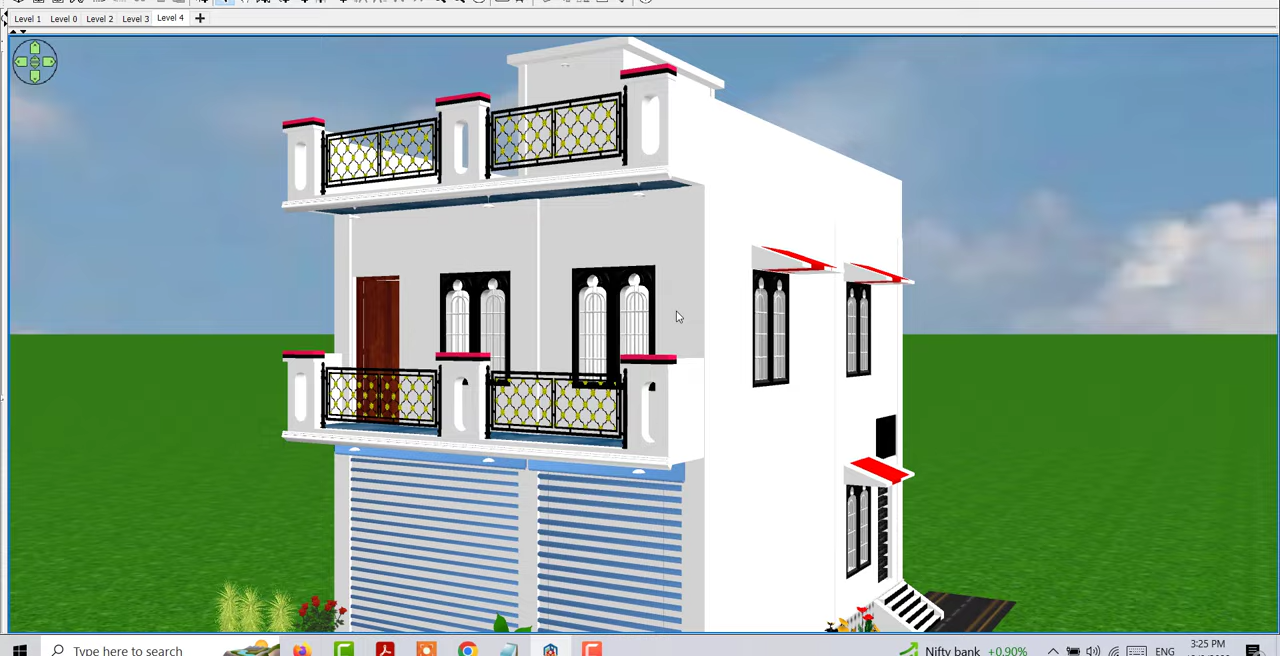 Level 1 Level 0 Level 2 Level 3 Level 4
Type here to search
Nifty bank +0.90%
ENG
3:25 PM